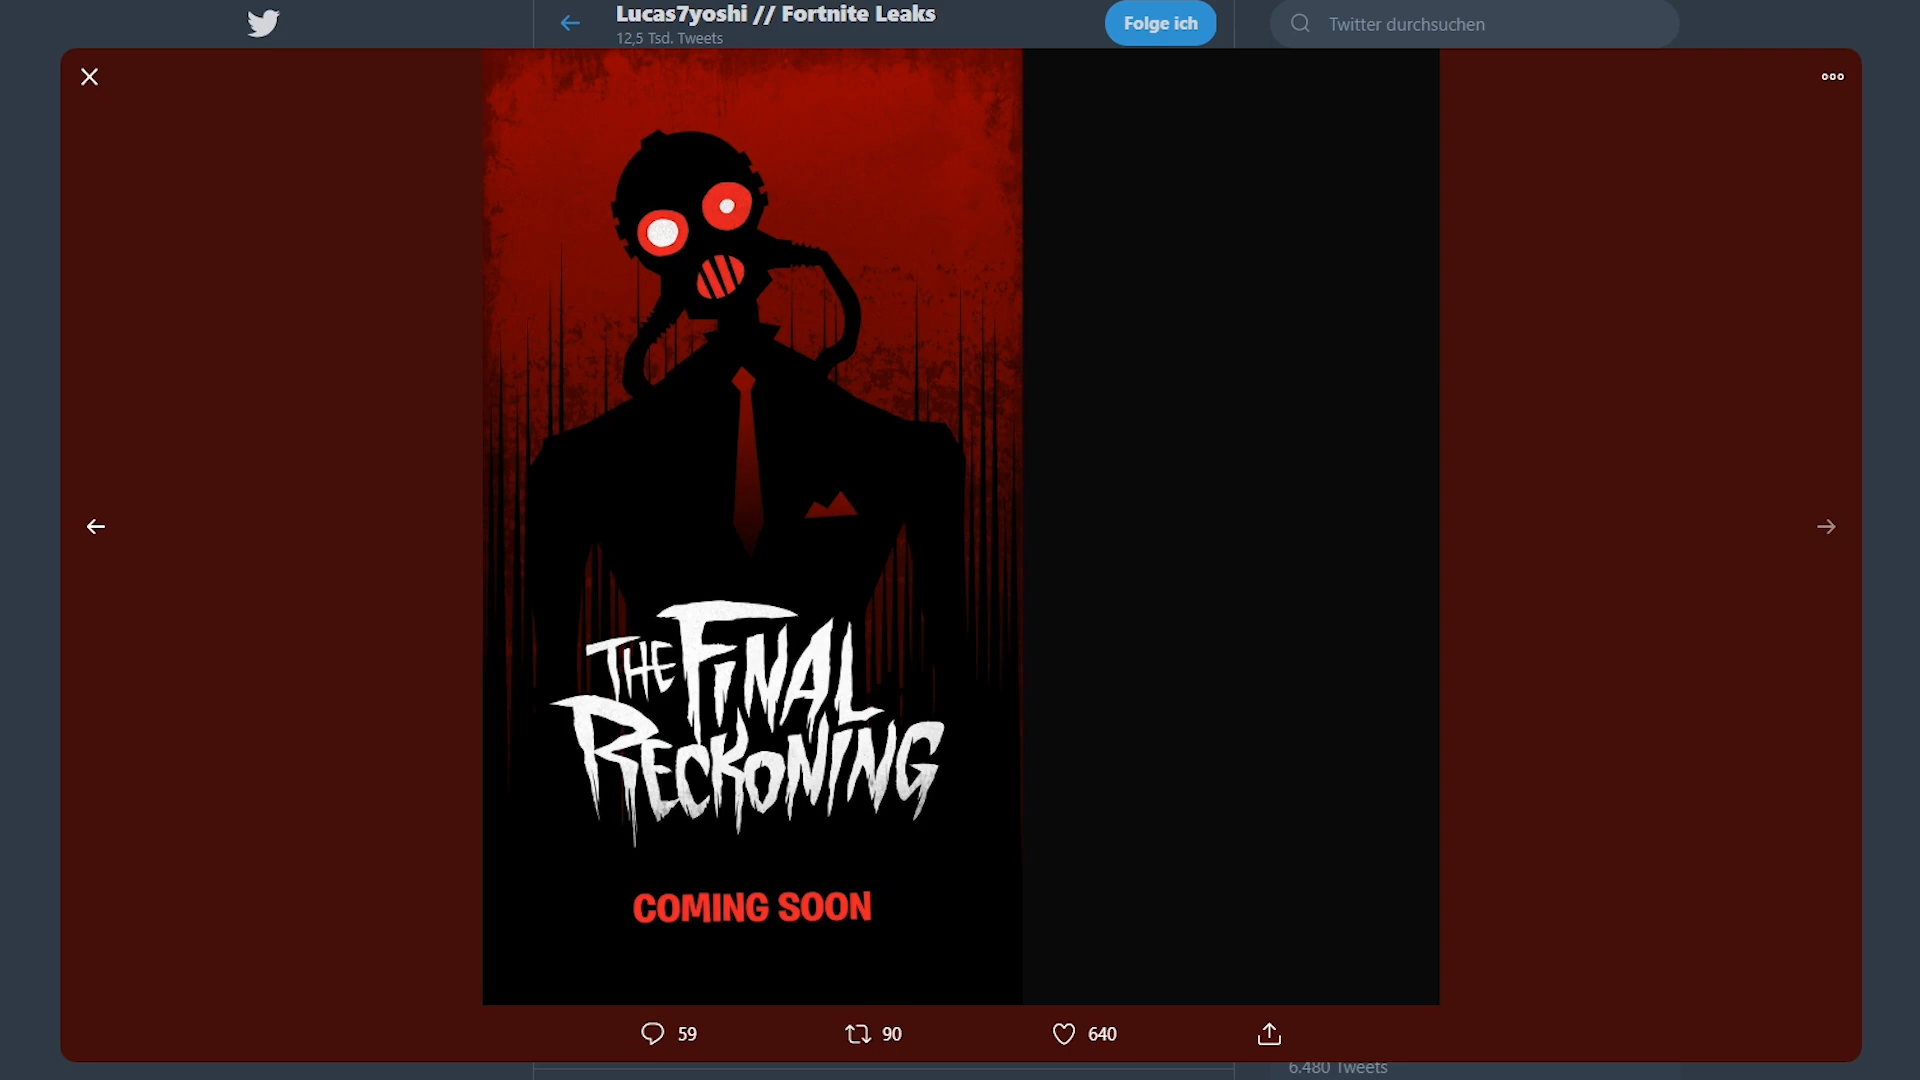 Lucas7yoshi // Fortnite Leaks
12,5 Tsd. Tweets
Folge ich
Twitter durchsuchen
THE FINAL
RECKONING
COMING SOON
59
90
640
6.480 Tweets